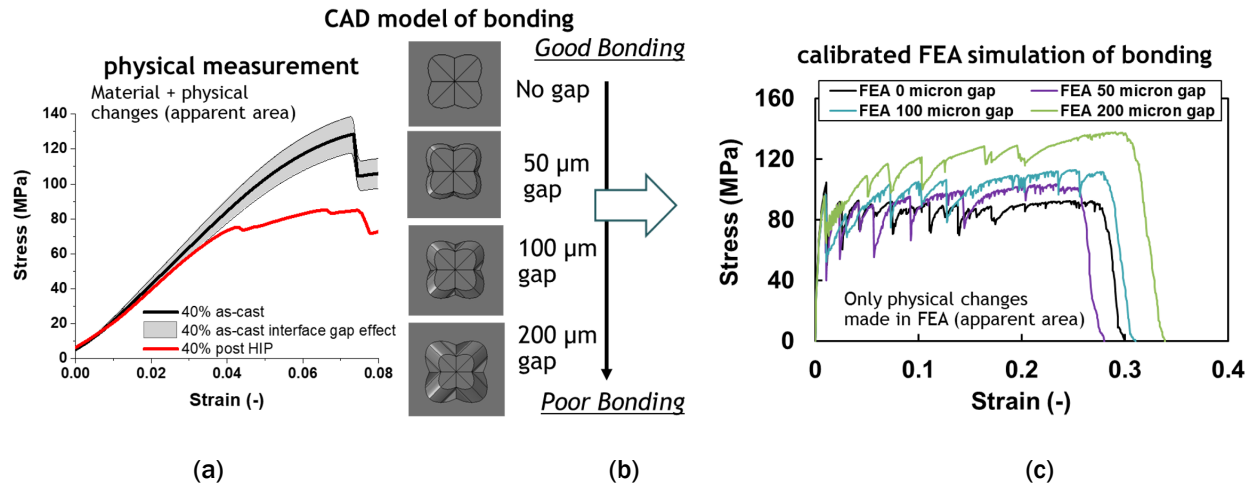 CAD model of bonding
physical measurement
Material + physical
changes (apparent area)
Stress (MPa)
140
120
100
80
60
40
20
0
0.00
0.02
0.04
0.06
0.08
Strain (-)
40% as-cast
40% as-cast interface gap effect
40% post HIP
(a)
Good Bonding
No gap
50 µm
gap
100 µm
gap
200 µm
gap
Poor Bonding
(b)
calibrated FEA simulation of bonding
FEA 0 micron gap
FEA 50 micron gap
FEA 100 micron gap
FEA 200 micron gap
Stress (MPa)
160
120
80
40
0
0
0.1
0.2
0.3
0.4
Strain (-)
Only physical changes
made in FEA (apparent area)
(c)